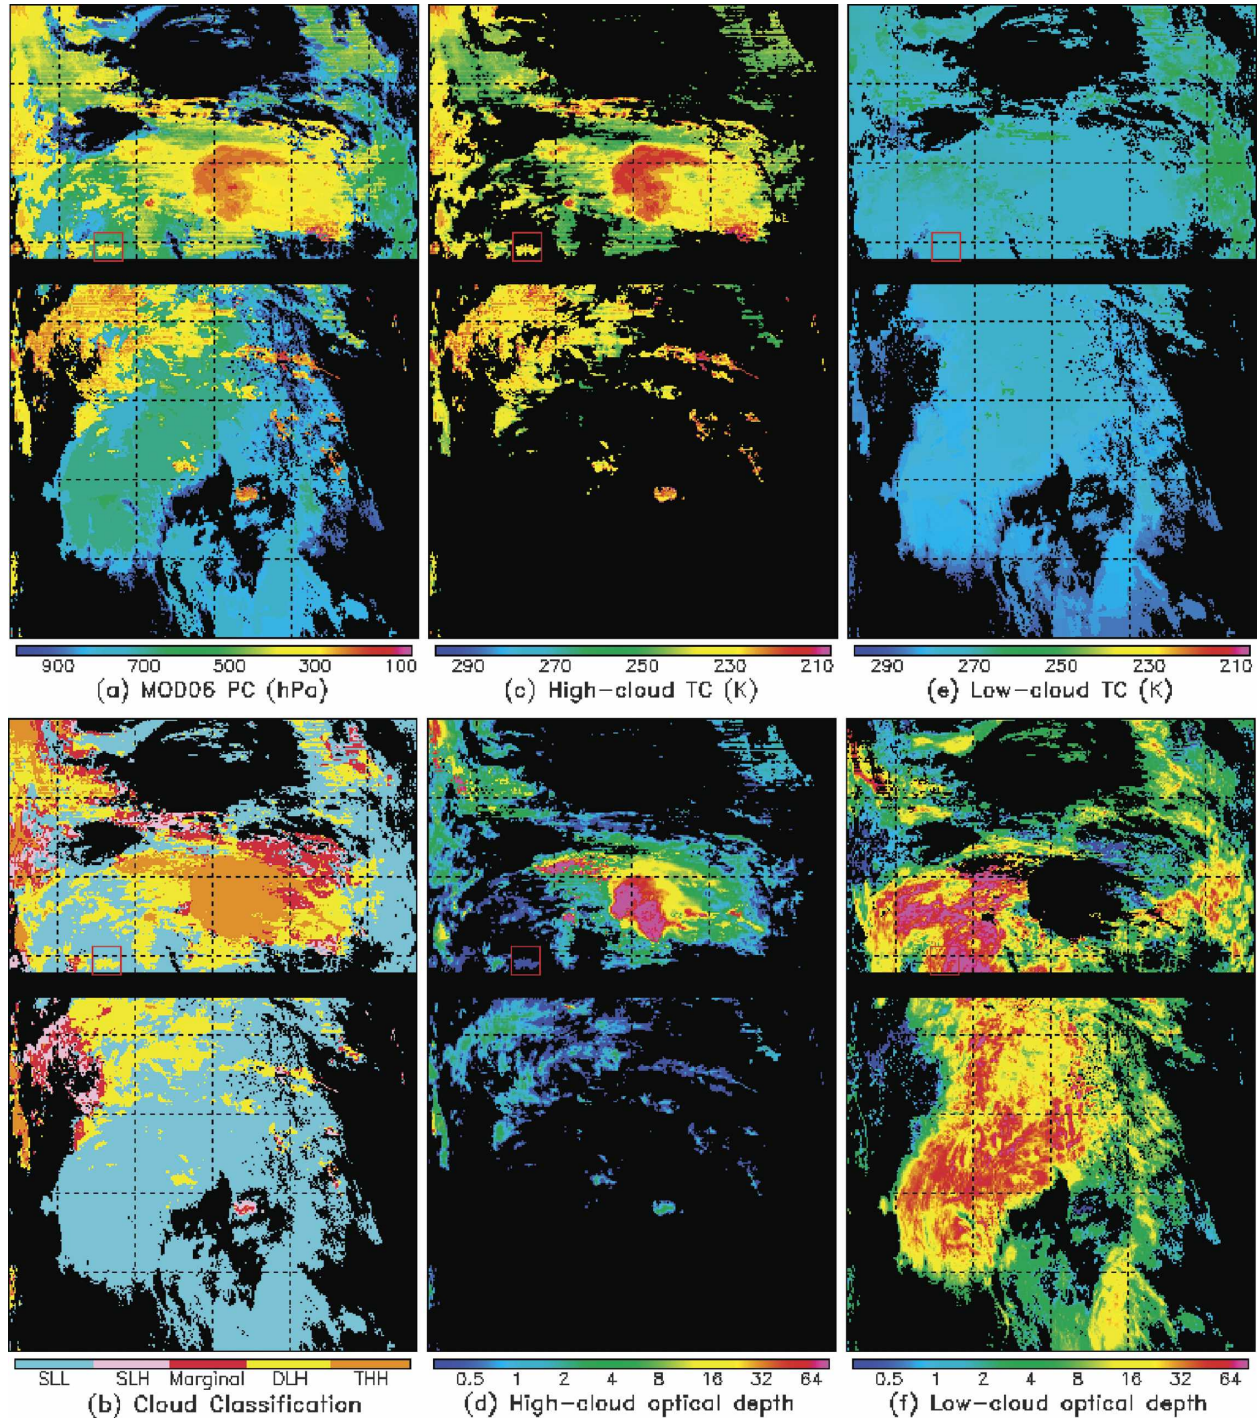 900 700 500 300 100
(a) MOD06 PC (hPa)
290 270 250 230 210
(c) High-cloud TC (K)
290 270 250 230 210
(e) Low-cloud TC (K)
SLL SLH Marginal DLH THH
(b) Cloud Classification
0.5 1 2 4 8 16 32 64
(d) High-cloud optical depth
0.5 1 2 4 8 16 32 64
(f) Low-cloud optical depth